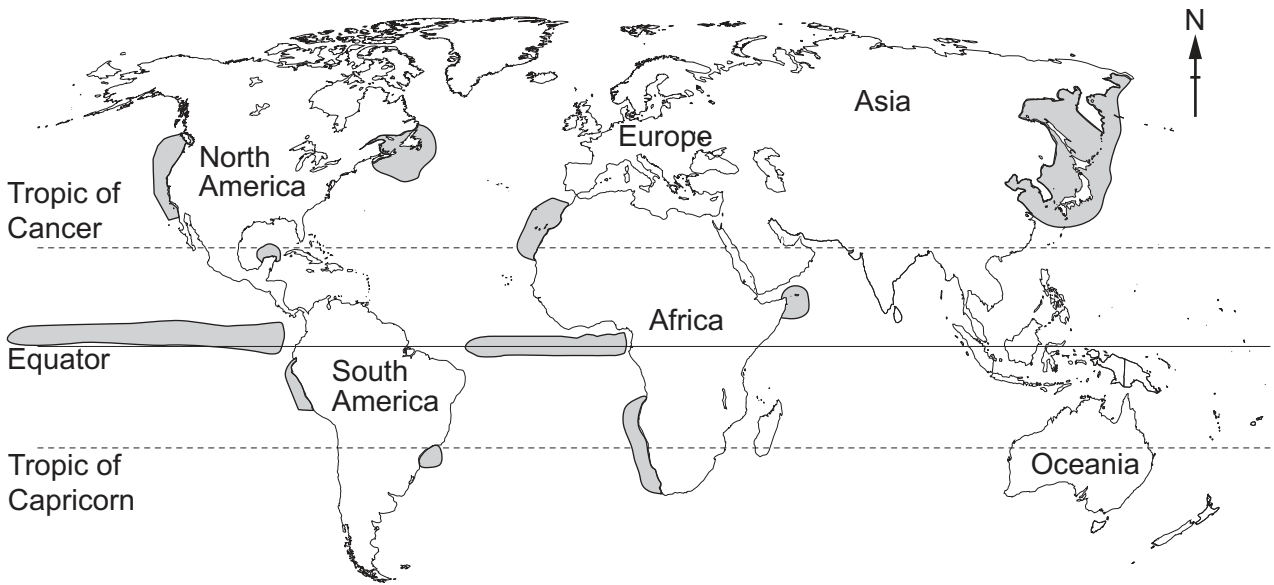 N
Asia
Europe
North
America
Tropic of
Cancer
Africa
Equator
South
America
Oceania
Tropic of
Capricorn